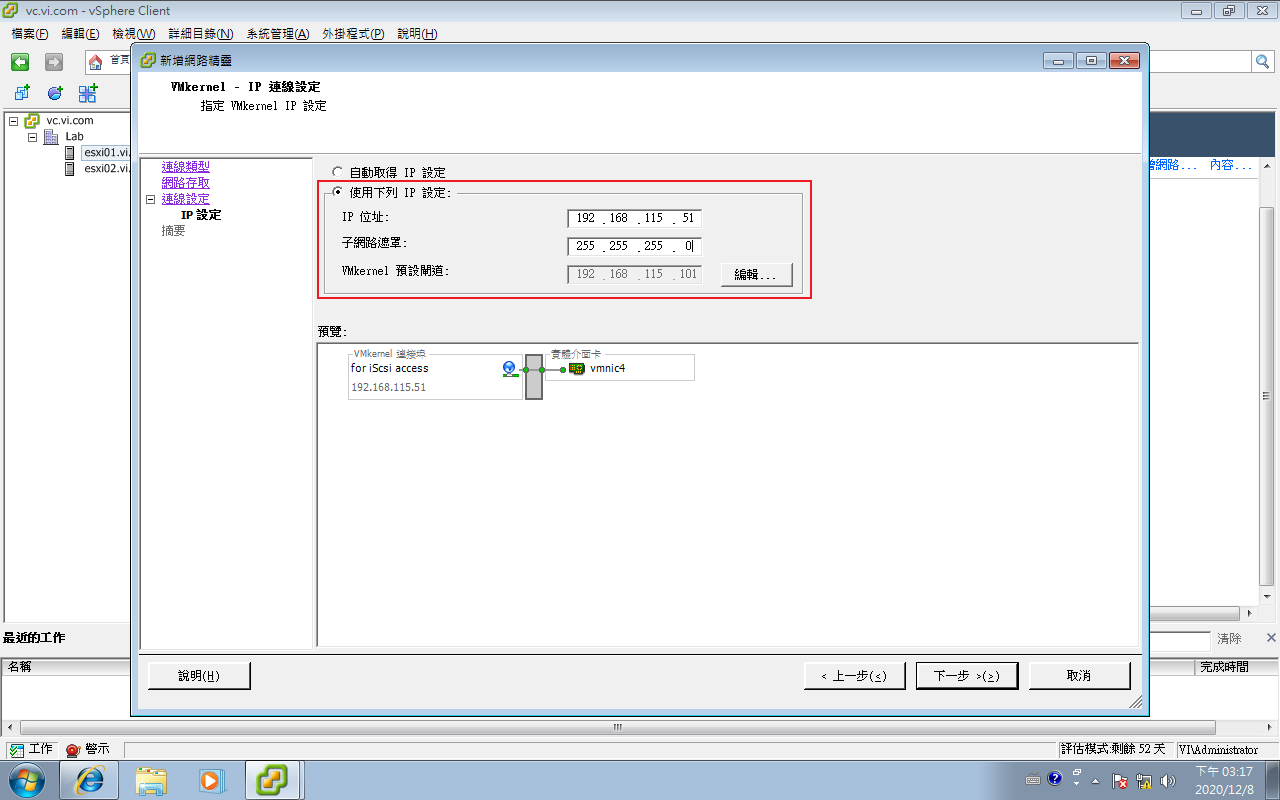 vc.vi.com - vSphere Client
檔案(F) 編輯(E) 檢視(W) 詳細目錄(N) 系統管理(A) 外掛程式(P) 說明(H)
首頁
新增網路精靈
VMkernel - IP 連線設定
指定 VMkernel IP 設定
vc.vi.com
Lab
esxi01.vi.
esxi02.vi.
連線類型
網路存取
連線設定
IP 設定
摘要
自動取得 IP 設定
使用下列 IP 設定:
IP 位址: 192 . 168 . 115 . 51
子網路遮罩: 255 . 255 . 255 . 0
VMkernel 預設閘道: 192 . 168 . 115 . 101 編輯...
預覽:
VMkernel 連接埠
for iScsi access
192.168.115.51
實體介面卡
vmnic4
網路... 內容...
說明(H) < 上一步(<) 下一步 >(>) 取消
最近的工作 清除
名稱 完成時間
工作 警示 評估模式:剩餘 52 天 VI\Administrator
下午 03:17
2020/12/8